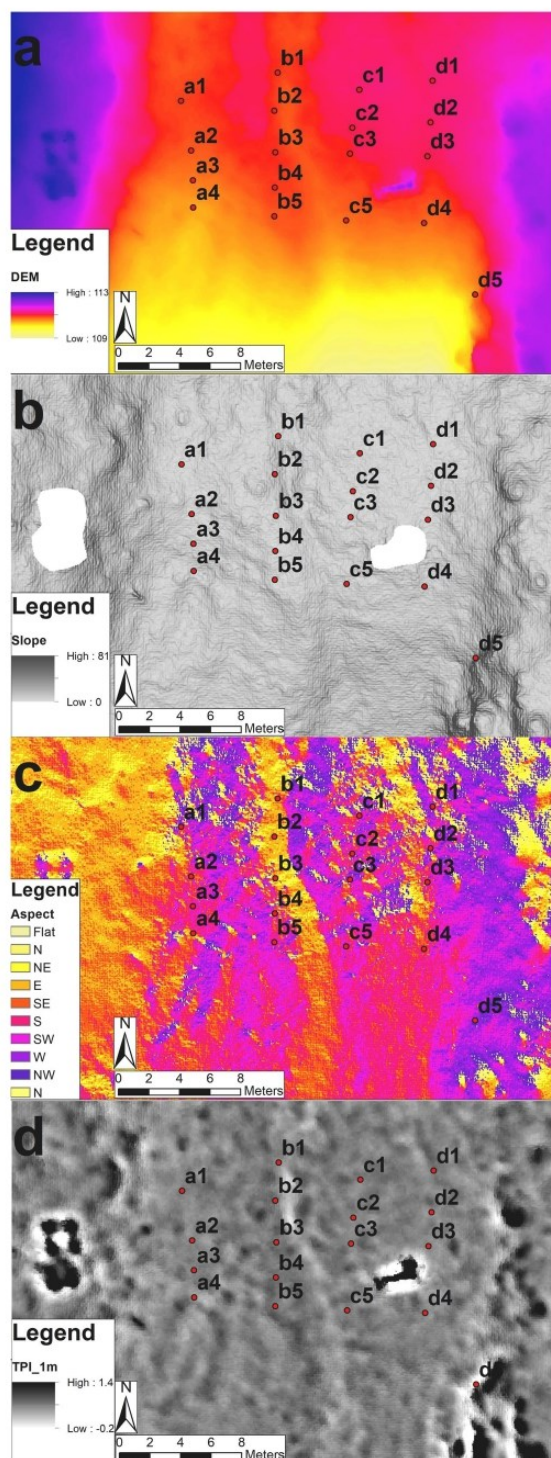 a
b1
d1
c1
a1
b2
c2
d2
a2
b3
c3
d3
a3
b4
a4
b5
c5
d4
Legend
DEM
High : 113
Low : 109
N
0 2 4 6 8
Meters
d5
b
b1
d1
c1
a1
b2
c2
d2
a2
b3
c3
d3
a3
b4
a4
b5
c5
d4
Legend
Slope
High : 81
Low : 0
N
0 2 4 6 8
Meters
d5
c
b1
d1
c1
a1
b2
c2
d2
a2
b3
c3
d3
a3
b4
a4
b5
c5
d4
Legend
Aspect
Flat
N
NE
E
SE
S
SW
W
NW
N
N
0 2 4 6 8
Meters
d5
d
b1
d1
c1
a1
b2
c2
d2
a2
b3
c3
d3
a3
b4
a4
b5
c5
d4
Legend
TPI_1m
High : 1.4
Low : -0.2
N
0 2 4 6 8
Meters